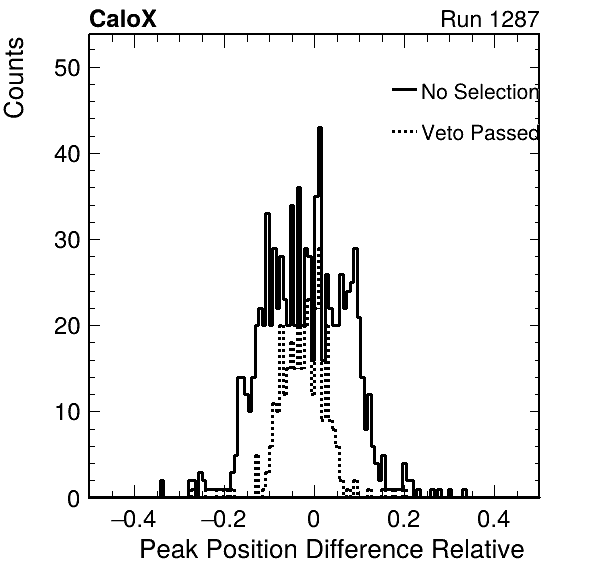 CaloX Run 1287
Counts
50
40
30
20
10
0
No Selection
Veto Passed
−0.4 −0.2 0 0.2 0.4
Peak Position Difference Relative